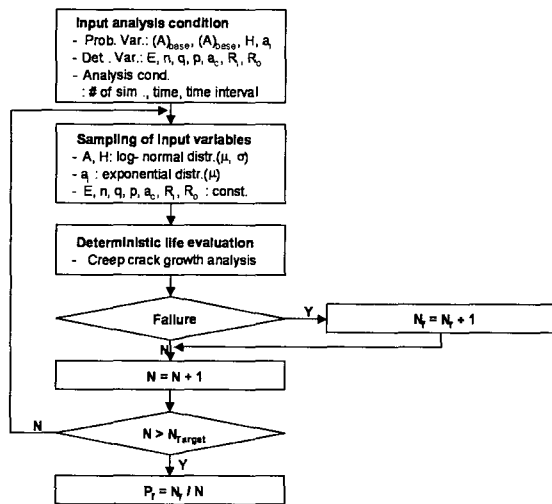 Input analysis condition
- Prob. Var.: (A)base, (A)base, H, ai
- Det. Var.: E, n, q, p, ac, Ri, Ro
- Analysis cond.
: # of sim ., time, time interval
Sampling of input variables
- A, H: log- normal distr.(μ, σ)
- ai : exponential distr.(μ)
- E, n, q, p, ac, Ri, Ro : const.
Deterministic life evaluation
- Creep crack growth analysis
Failure
Y
Nf = Nf + 1
N
N = N + 1
N
N > NTarget
Y
Pf = Nf / N